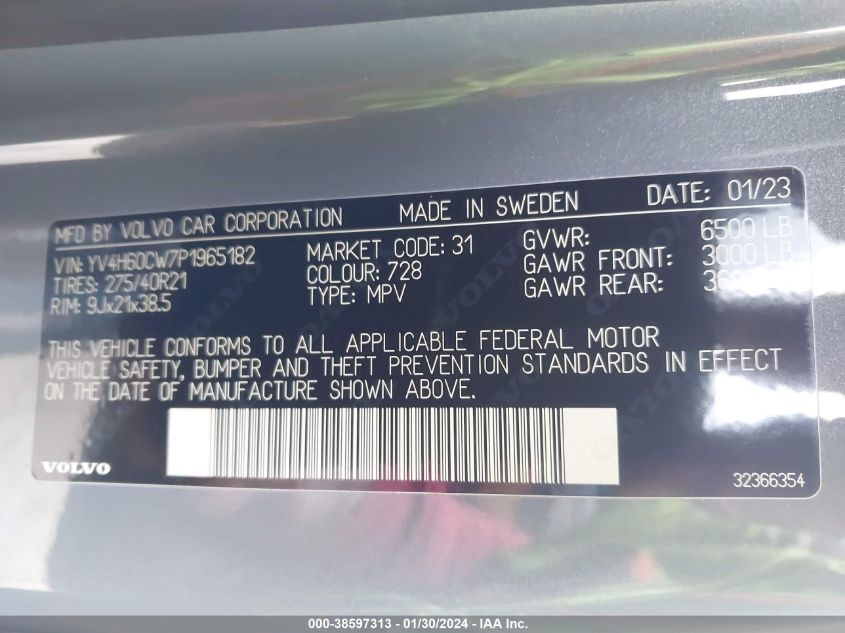 MFD BY VOLVO CAR CORPORATION MADE IN SWEDEN DATE: 01/23
VIN: YV4H60CW7P1965182 MARKET CODE: 31 GVWR: 6500 LB
TIRES: 275/40R21 COLOUR: 728 GAWR FRONT: 3000 LB
RIM: 9Jx21x38.5 TYPE: MPV GAWR REAR:
THIS VEHICLE CONFORMS TO ALL APPLICABLE FEDERAL MOTOR
VEHICLE SAFETY, BUMPER AND THEFT PREVENTION STANDARDS IN EFFECT
ON THE DATE OF MANUFACTURE SHOWN ABOVE.
VOLVO
32366354
000-38597313 - 01/30/2024 - IAA Inc.